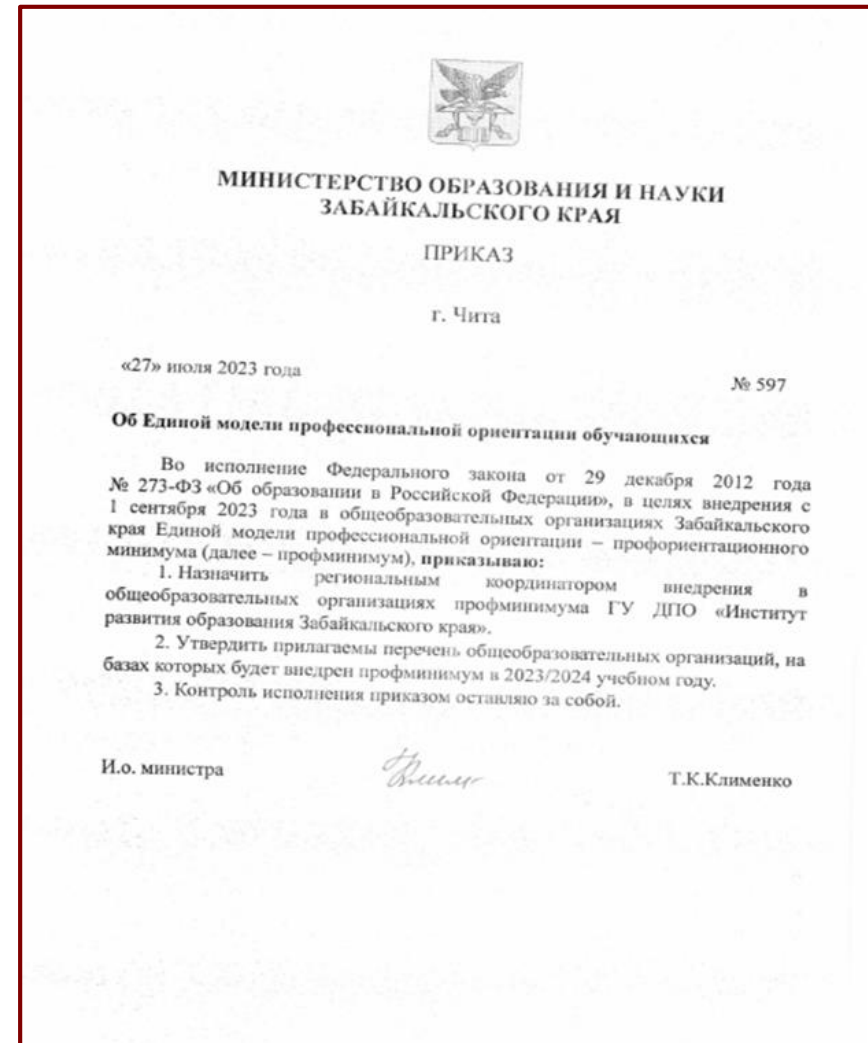 МИНИСТЕРСТВО ОБРАЗОВАНИЯ И НАУКИ
ЗАБАЙКАЛЬСКОГО КРАЯ
ПРИКАЗ
г. Чита
«27» июля 2023 года
№ 597
Об Единой модели профессиональной ориентации обучающихся
Во исполнение Федерального закона от 29 декабря 2012 года
№ 273-ФЗ «Об образовании в Российской Федерации», в целях внедрения с
1 сентября 2023 года в общеобразовательных организациях Забайкальского
края Единой модели профессиональной ориентации – профориентационного
минимума (далее – профминимум), приказываю:
1. Назначить региональным координатором внедрения в
общеобразовательных организациях профминимума ГУ ДПО «Институт
развития образования Забайкальского края».
2. Утвердить прилагаемы перечень общеобразовательных организаций, на
базах которых будет внедрен профминимум в 2023/2024 учебном году.
3. Контроль исполнения приказом оставляю за собой.
И.о. министра
Т.К.Клименко